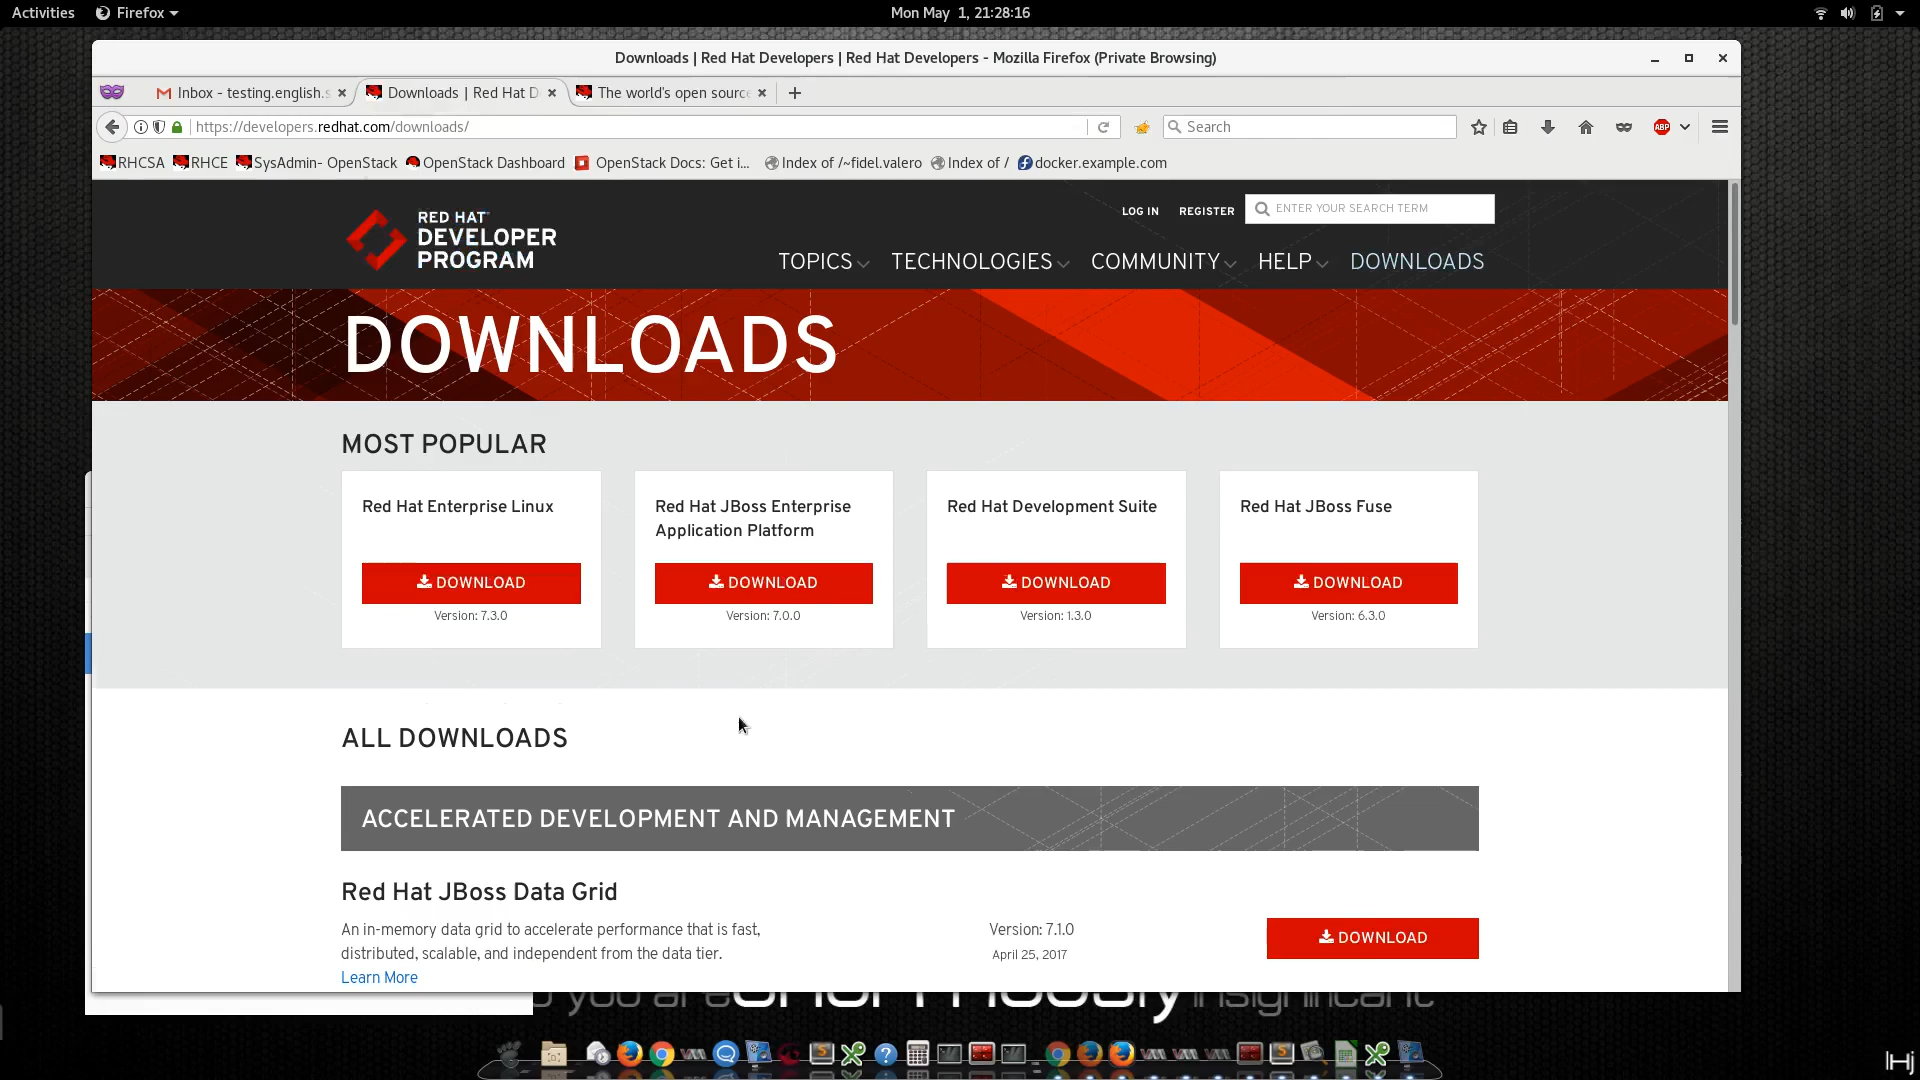 Activities Firefox Mon May 1, 21:28:16
Downloads | Red Hat Developers | Red Hat Developers - Mozilla Firefox (Private Browsing)
Inbox - testing.english.s Downloads | Red Hat D The world's open source
https://developers.redhat.com/downloads/ Search ABP
RHCSA RHCE SysAdmin- OpenStack OpenStack Dashboard OpenStack Docs: Get i... Index of /~fidel.valero Index of / docker.example.com
LOG IN REGISTER ENTER YOUR SEARCH TERM
RED HAT
DEVELOPER
PROGRAM
TOPICS TECHNOLOGIES COMMUNITY HELP DOWNLOADS
DOWNLOADS
MOST POPULAR
Red Hat Enterprise Linux
DOWNLOAD
Version: 7.3.0
Red Hat JBoss Enterprise
Application Platform
DOWNLOAD
Version: 7.0.0
Red Hat Development Suite
DOWNLOAD
Version: 1.3.0
Red Hat JBoss Fuse
DOWNLOAD
Version: 6.3.0
ALL DOWNLOADS
ACCELERATED DEVELOPMENT AND MANAGEMENT
Red Hat JBoss Data Grid
An in-memory data grid to accelerate performance that is fast,
distributed, scalable, and independent from the data tier.
Learn More
Version: 7.1.0
April 25, 2017
DOWNLOAD
you are enormously insignificant